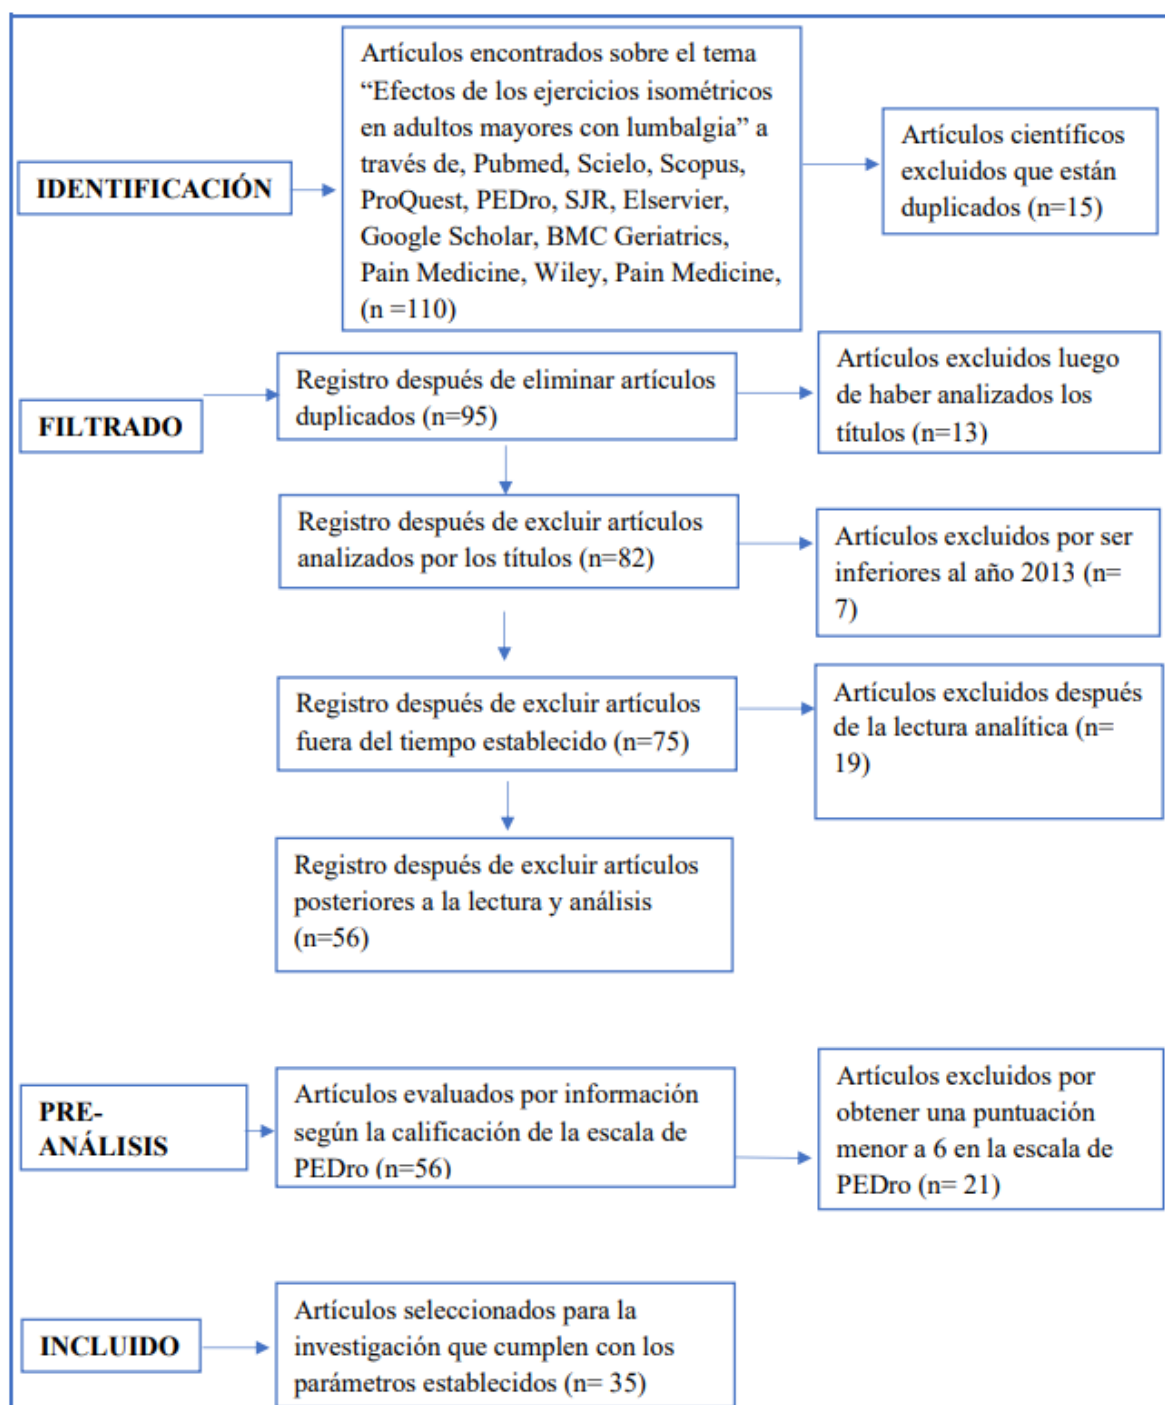 IDENTIFICACIÓN
Artículos encontrados sobre el tema
“Efectos de los ejercicios isométricos
en adultos mayores con lumbalgia” a
través de, Pubmed, Scielo, Scopus,
ProQuest, PEDro, SJR, Elservier,
Google Scholar, BMC Geriatrics,
Pain Medicine, Wiley, Pain Medicine,
(n =110)
Artículos científicos
excluidos que están
duplicados (n=15)
FILTRADO
Registro después de eliminar artículos
duplicados (n=95)
Artículos excluidos luego
de haber analizados los
títulos (n=13)
Registro después de excluir artículos
analizados por los títulos (n=82)
Artículos excluidos por ser
inferiores al año 2013 (n=
7)
Registro después de excluir artículos
fuera del tiempo establecido (n=75)
Artículos excluidos después
de la lectura analítica (n=
19)
Registro después de excluir artículos
posteriores a la lectura y análisis
(n=56)
PRE-
ANÁLISIS
Artículos evaluados por información
según la calificación de la escala de
PEDro (n=56)
Artículos excluidos por
obtener una puntuación
menor a 6 en la escala de
PEDro (n= 21)
INCLUIDO
Artículos seleccionados para la
investigación que cumplen con los
parámetros establecidos (n= 35)